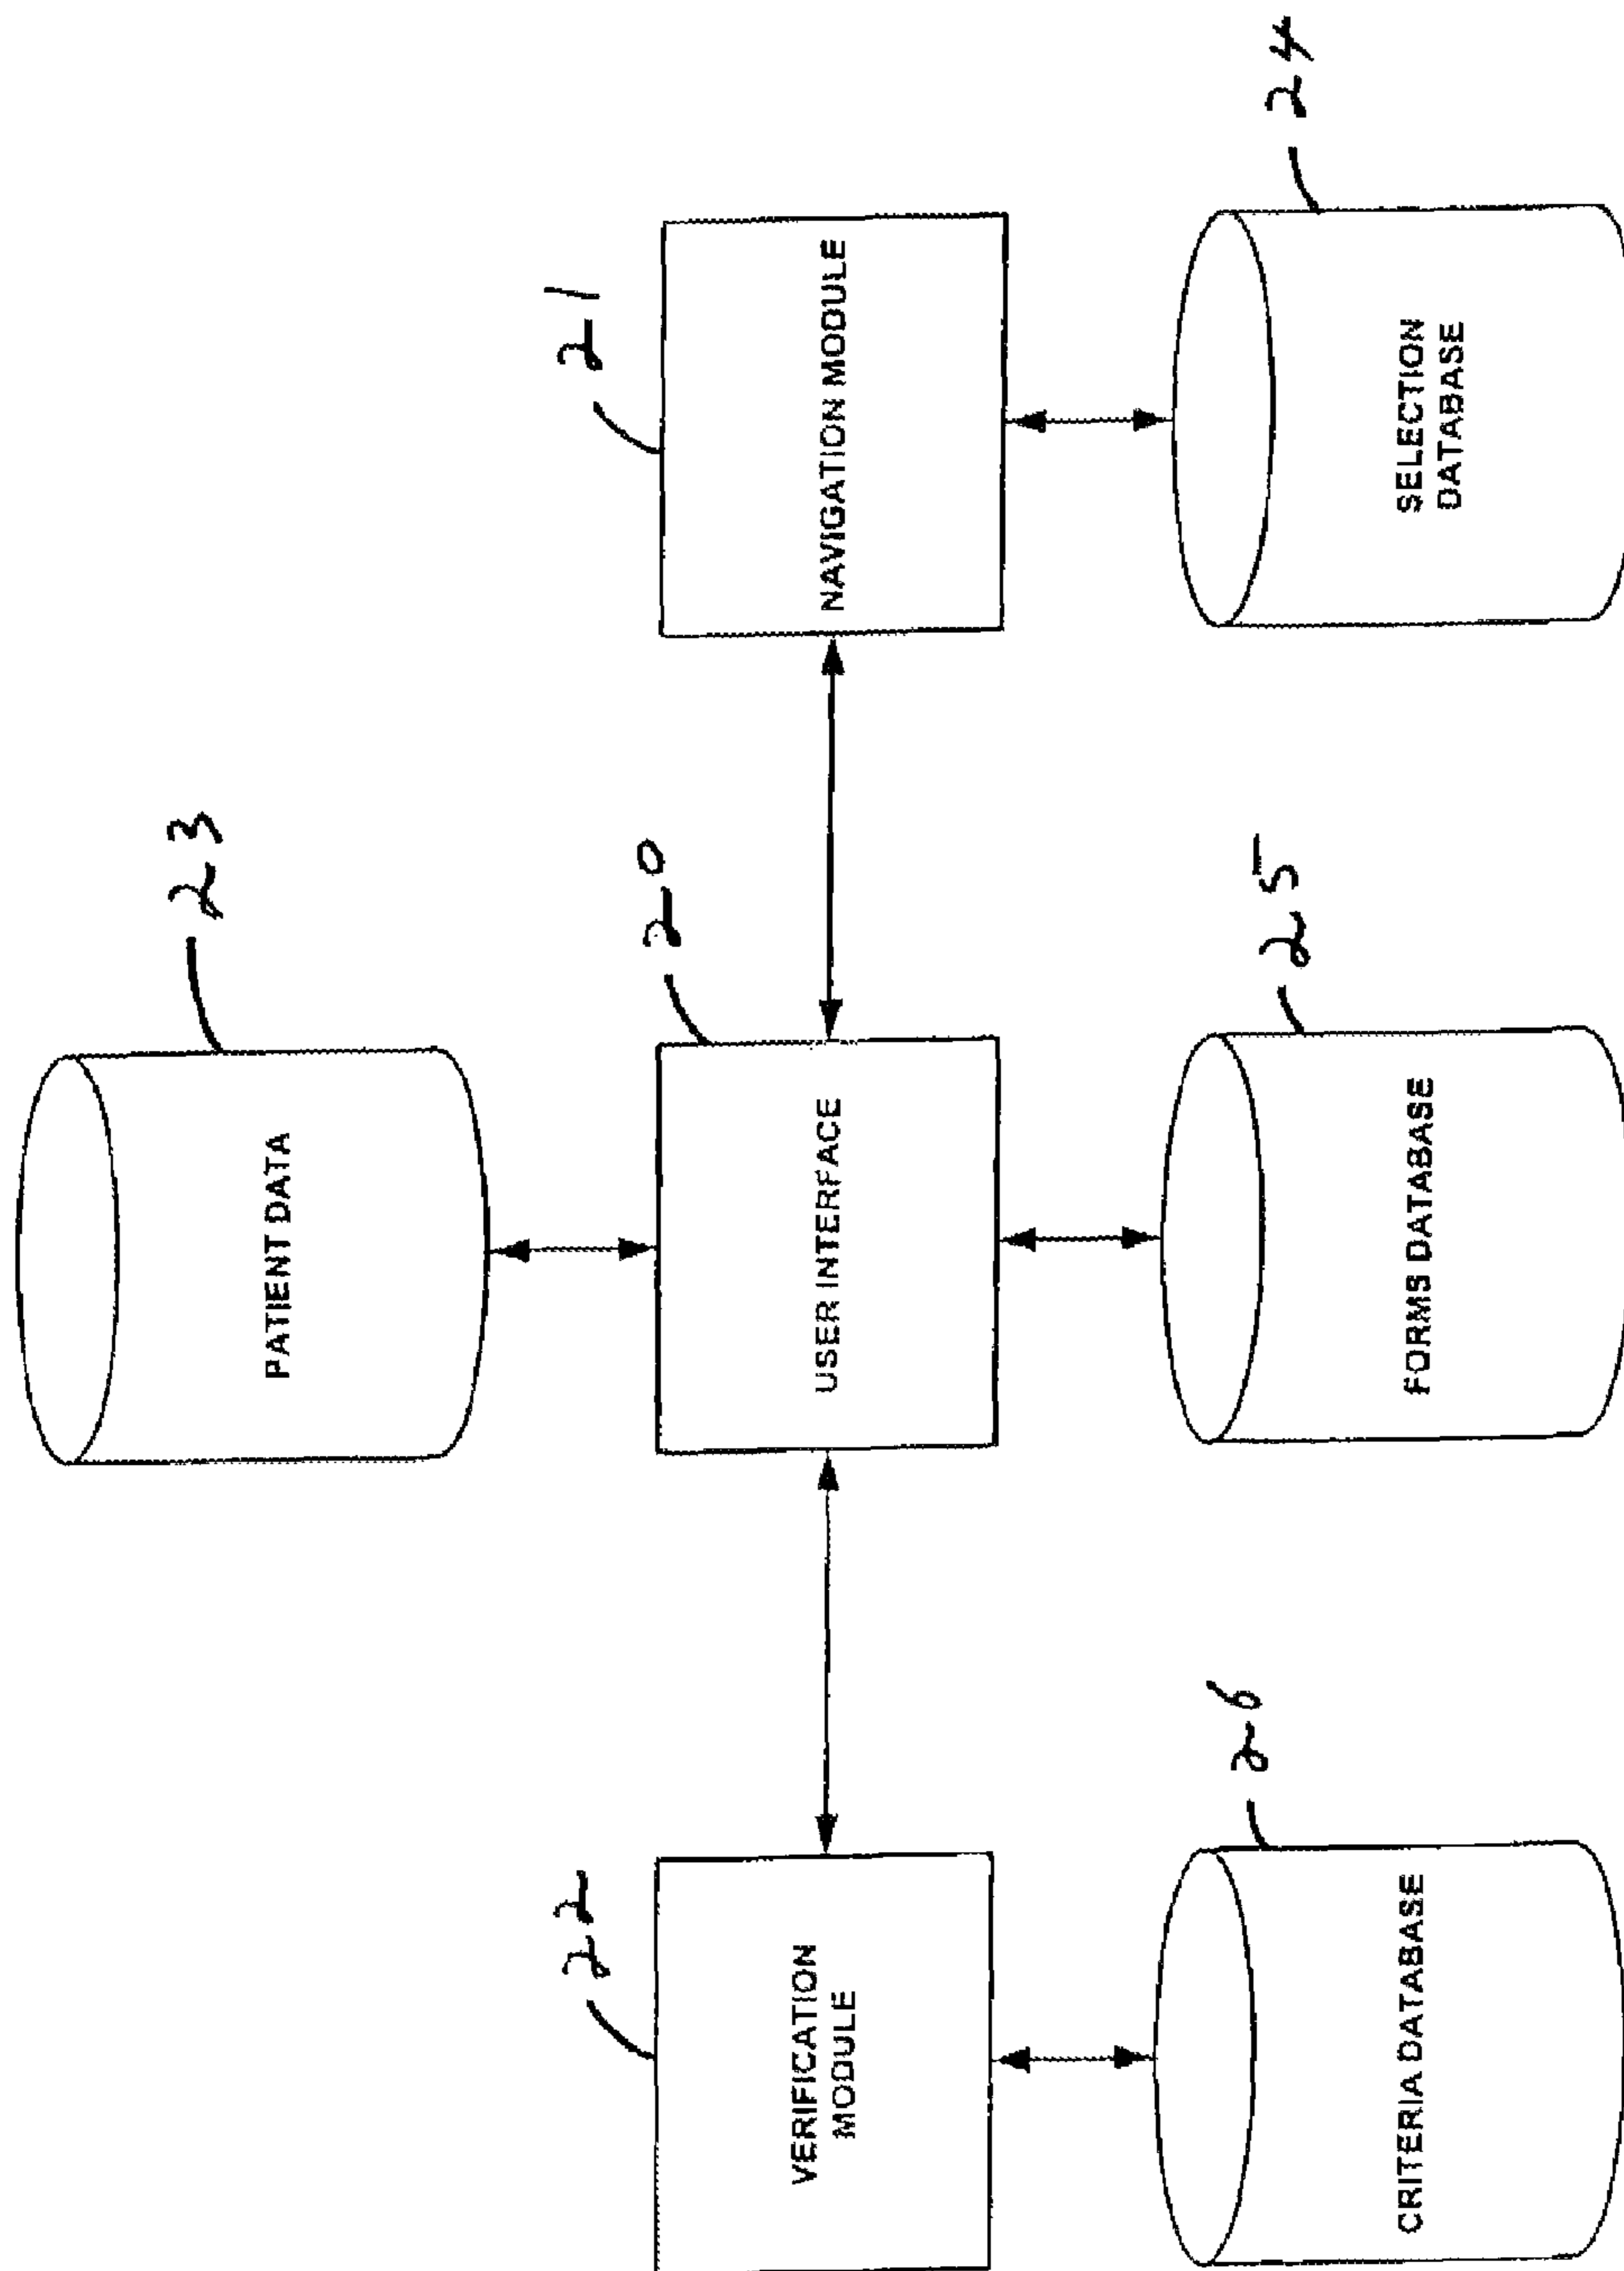 23
PATIENT DATA
22
VERIFICATION
MODULE
20
USER INTERFACE
21
NAVIGATION MODULE
26
CRITERIA DATABASE
25
FORMS DATABASE
24
SELECTION
DATABASE